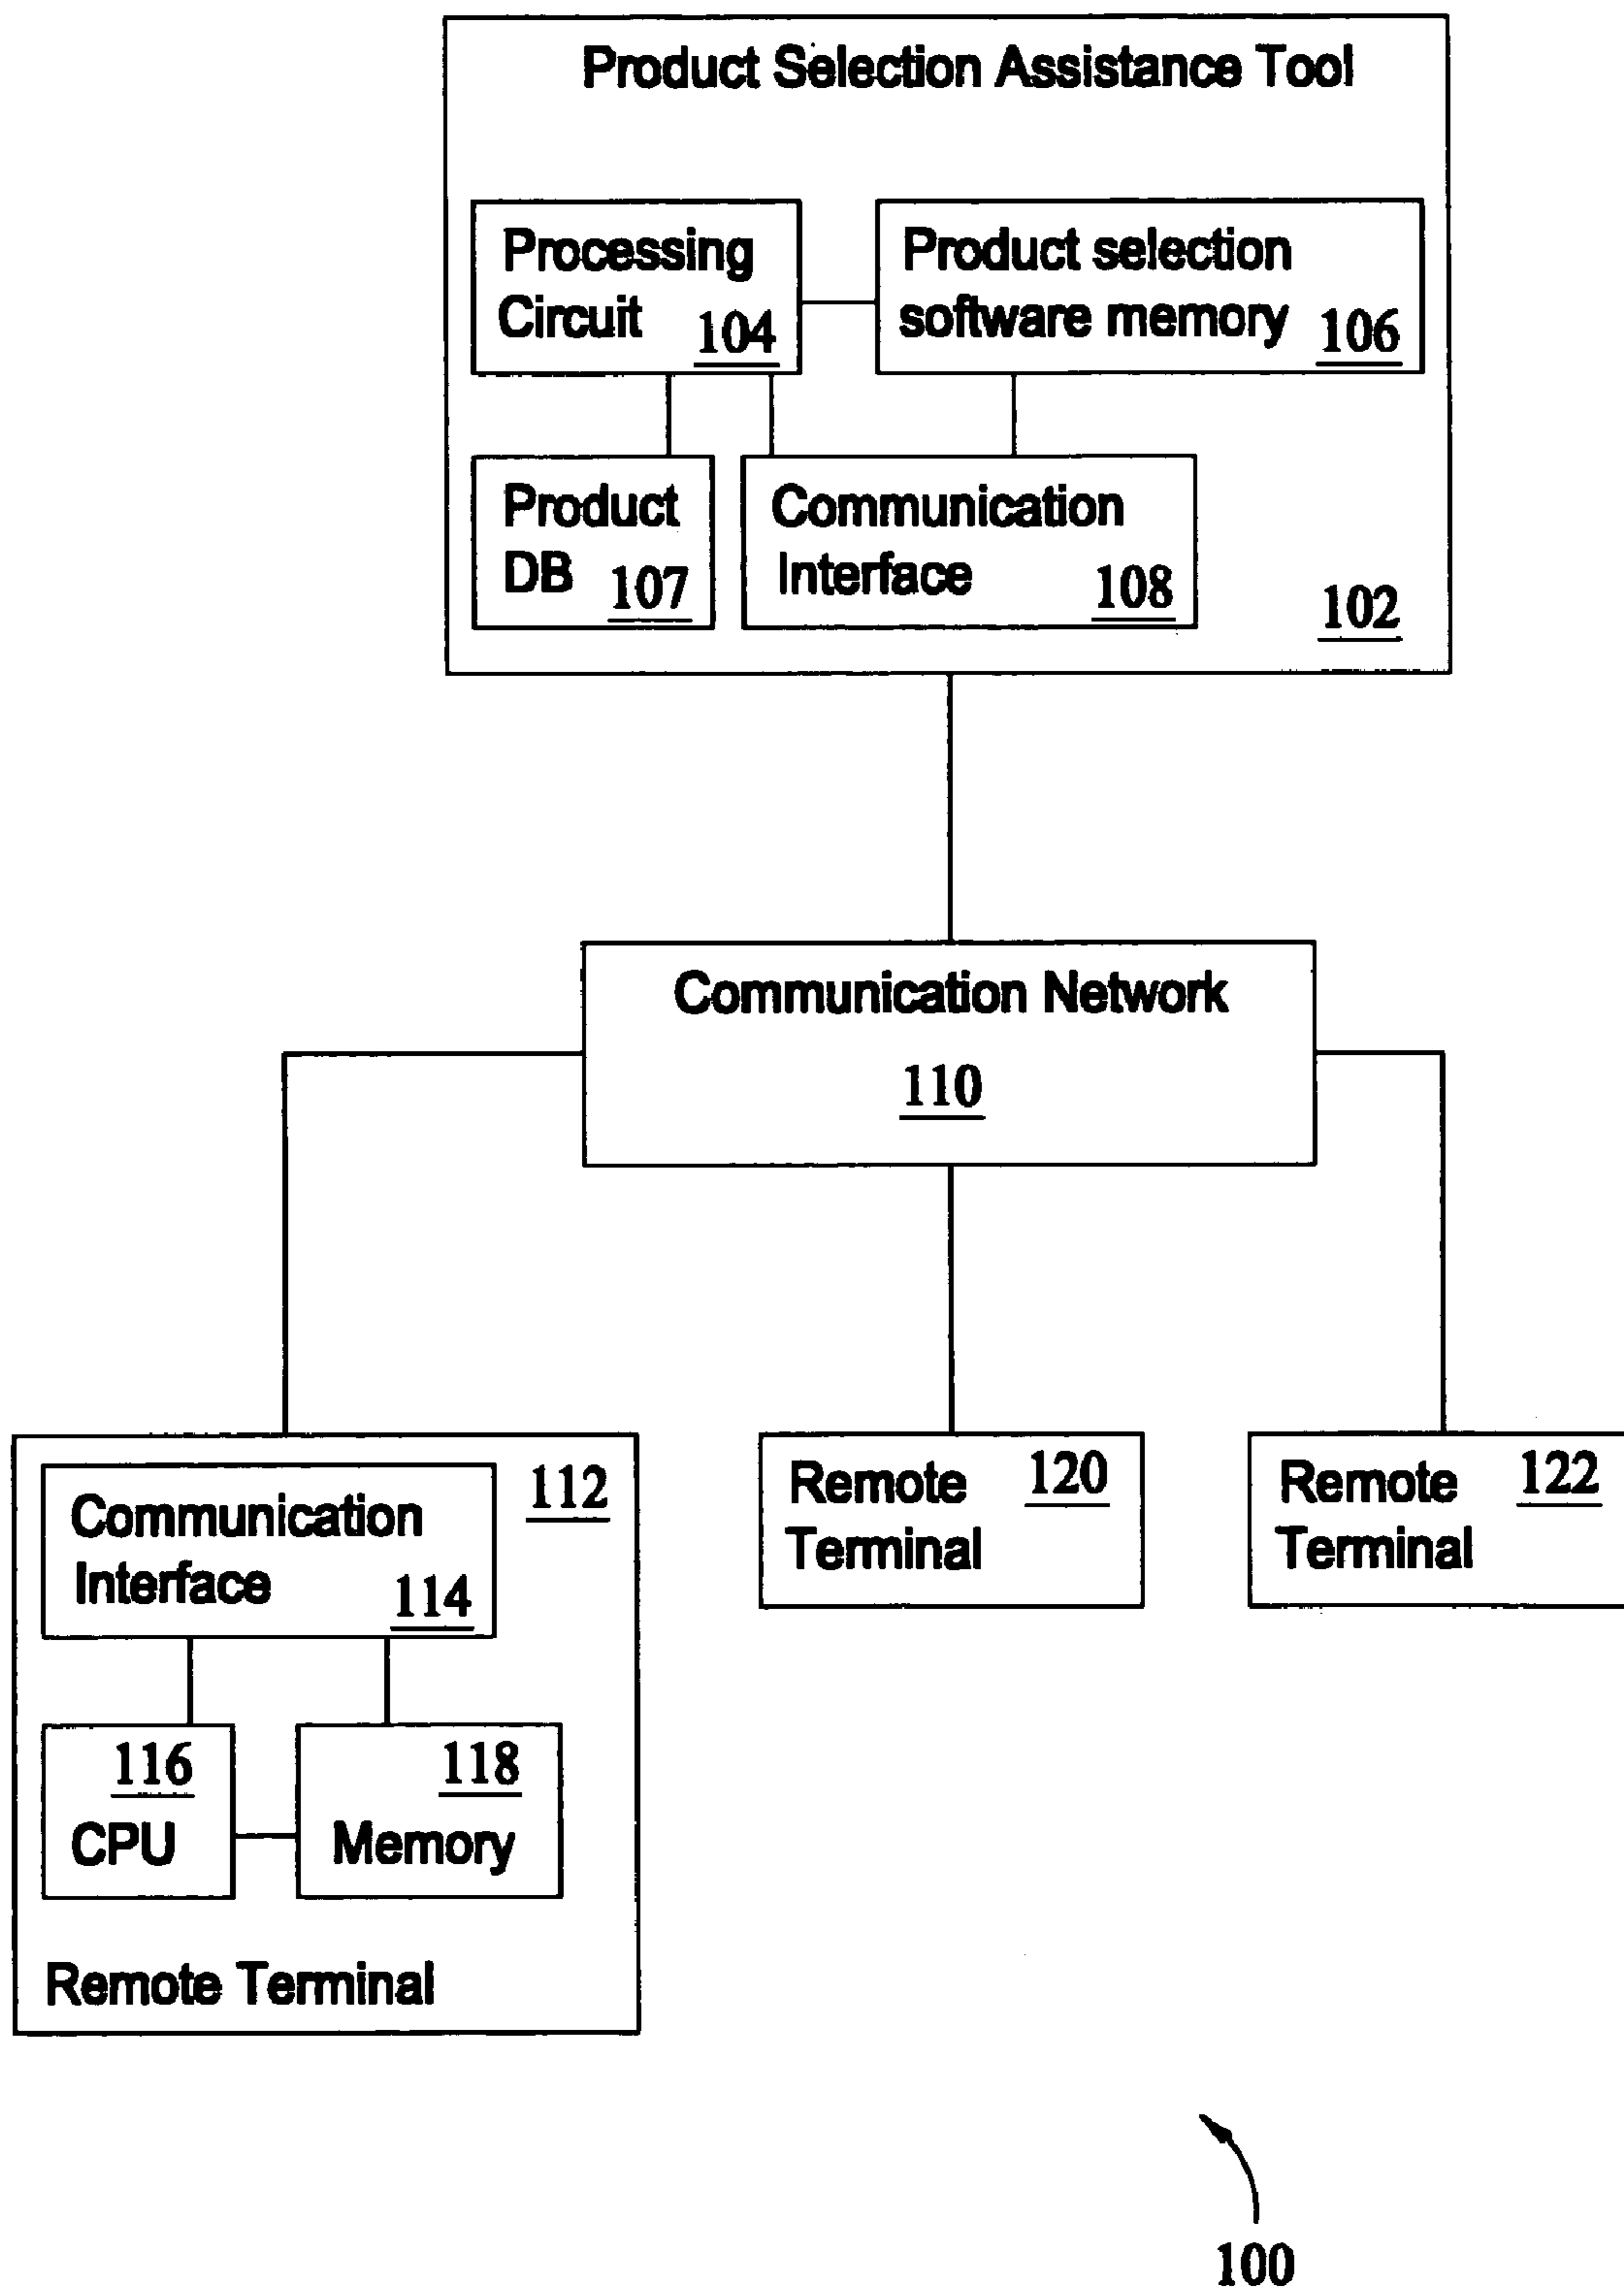 Product Selection Assistance Tool
Processing
Circuit 104
Product selection
software memory 106
Product
DB 107
Communication
Interface 108
102
Communication Network
110
112
Communication
Interface 114
116
CPU
118
Memory
Remote Terminal
Remote 120
Terminal
Remote 122
Terminal
100